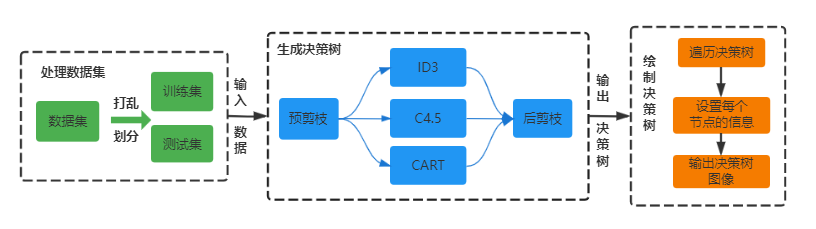 处理数据集
数据集
打乱
划分
训练集
测试集
输入
数据
生成决策树
预剪枝
ID3
C4.5
CART
后剪枝
输出
决策树
绘制决策树
遍历决策树
设置每个
节点的信息
输出决策树
图像